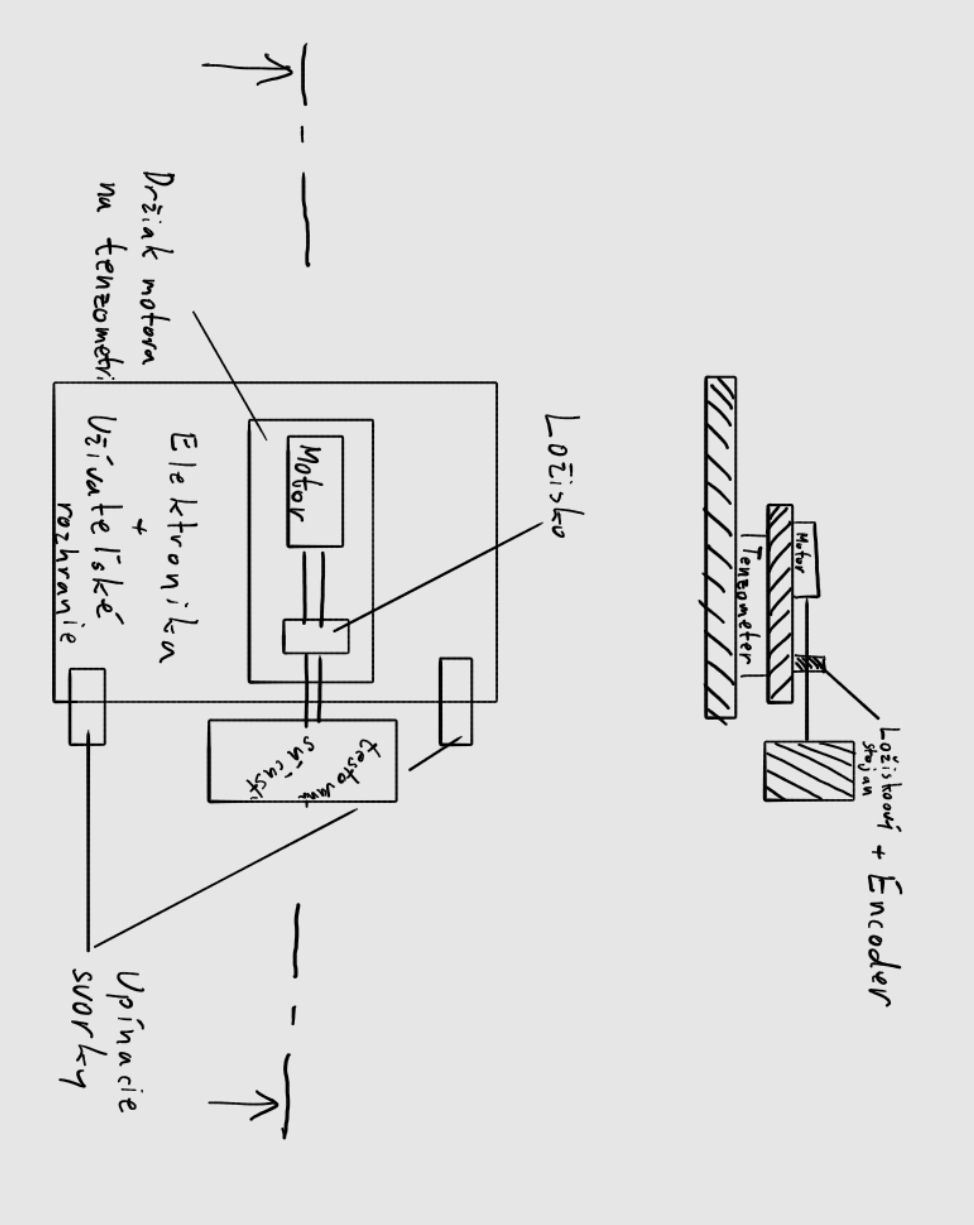 Ložiskový + Encoder
stojan
Motor
Tenzometer
Ložisko
testovaná
súčasť
Motor
Držiak motora
na tenzometri
Elektronika
+
Užívateľské
rozhranie
Upínacie
svorky